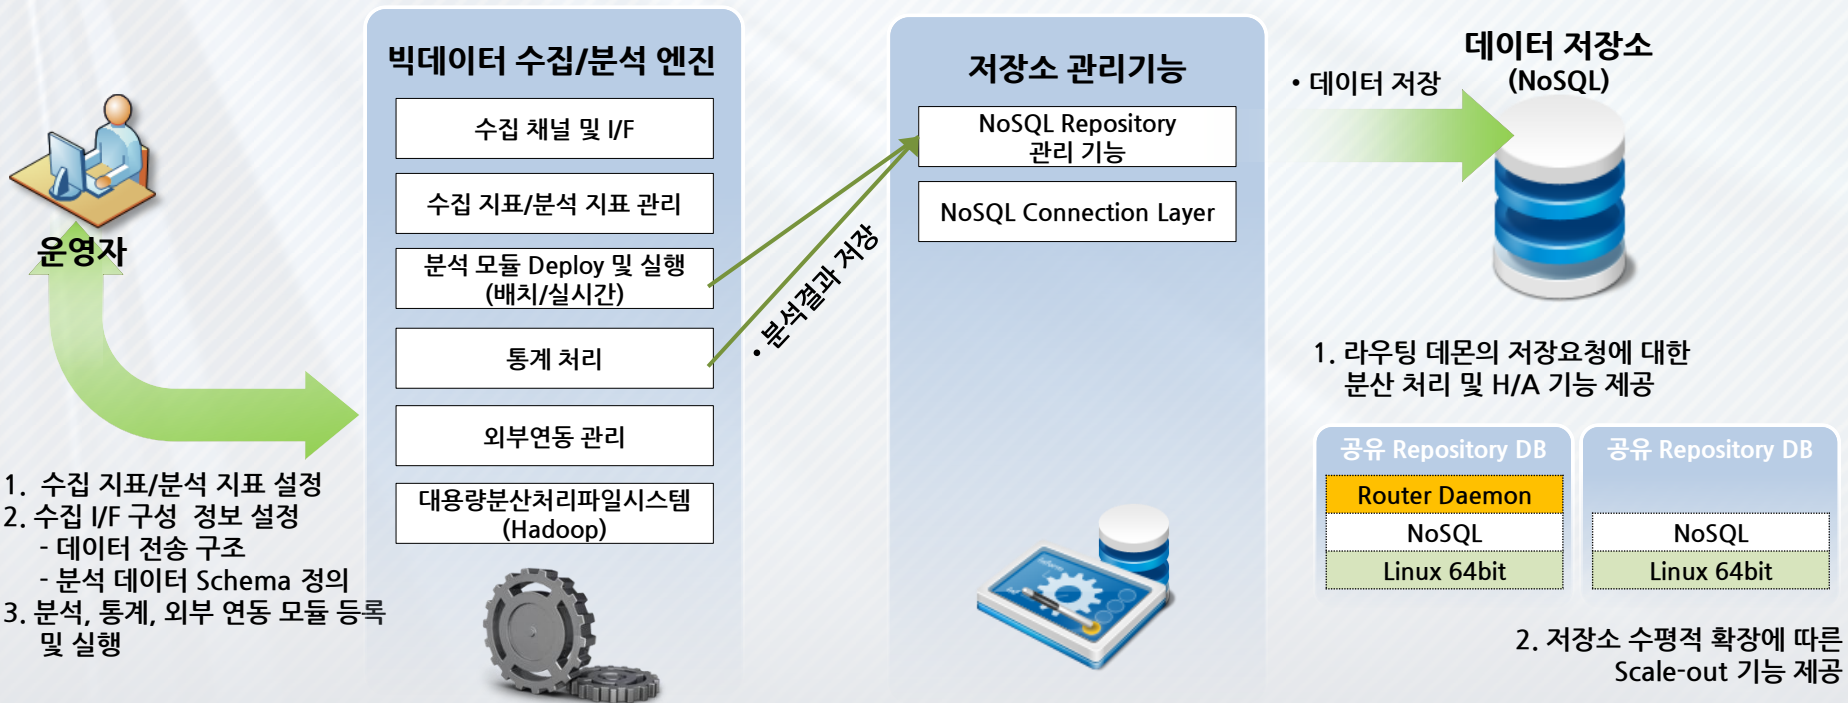 운영자
1. 수집 지표/분석 지표 설정
2. 수집 I/F 구성 정보 설정
- 데이터 전송 구조
- 분석 데이터 Schema 정의
3. 분석, 통계, 외부 연동 모듈 등록
및 실행
빅데이터 수집/분석 엔진
수집 채널 및 I/F
수집 지표/분석 지표 관리
분석 모듈 Deploy 및 실행
(배치/실시간)
통계 처리
외부연동 관리
대용량분산처리파일시스템
(Hadoop)
• 분석결과 저장
저장소 관리기능
NoSQL Repository
관리 기능
NoSQL Connection Layer
• 데이터 저장
데이터 저장소
(NoSQL)
1. 라우팅 데몬의 저장요청에 대한
분산 처리 및 H/A 기능 제공
공유 Repository DB
Router Daemon
NoSQL
Linux 64bit
공유 Repository DB
NoSQL
Linux 64bit
2. 저장소 수평적 확장에 따른
Scale-out 기능 제공